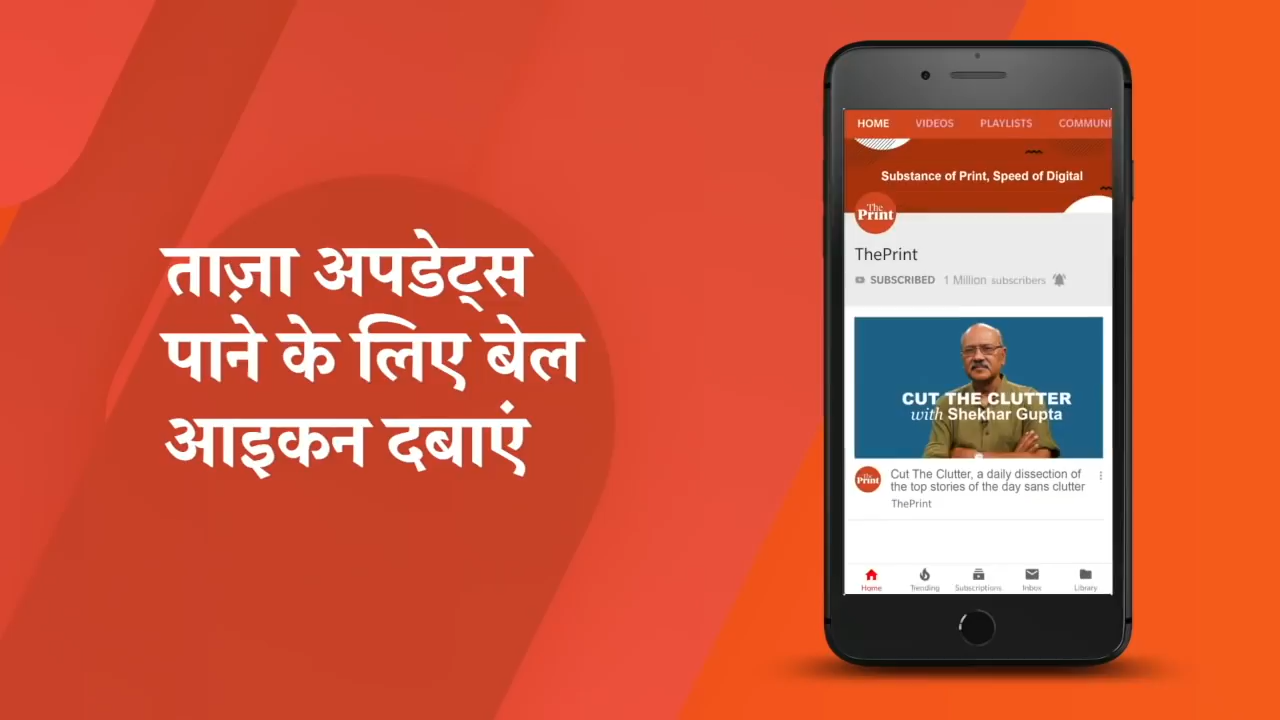 ताज़ा अपडेट्स
पाने के लिए बेल
आइकन दबाएं
HOME VIDEOS PLAYLISTS COMMUNI
Substance of Print, Speed of Digital
The
Print
ThePrint
SUBSCRIBED 1 Million subscribers
CUT THE CLUTTER
with Shekhar Gupta
The
Print
Cut The Clutter, a daily dissection of
the top stories of the day sans clutter
ThePrint
Home Trending Subscriptions Inbox Library